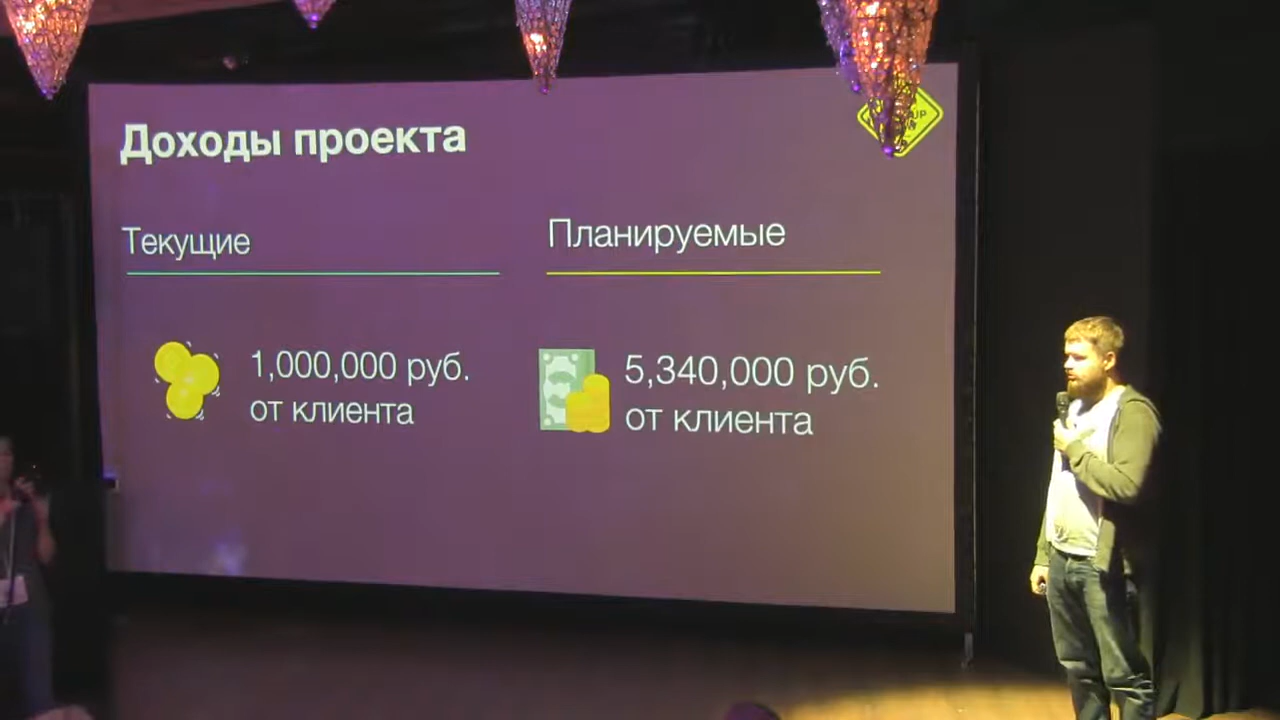 Доходы проекта
Текущие
Планируемые
1,000,000 руб.
от клиента
5,340,000 руб.
от клиента